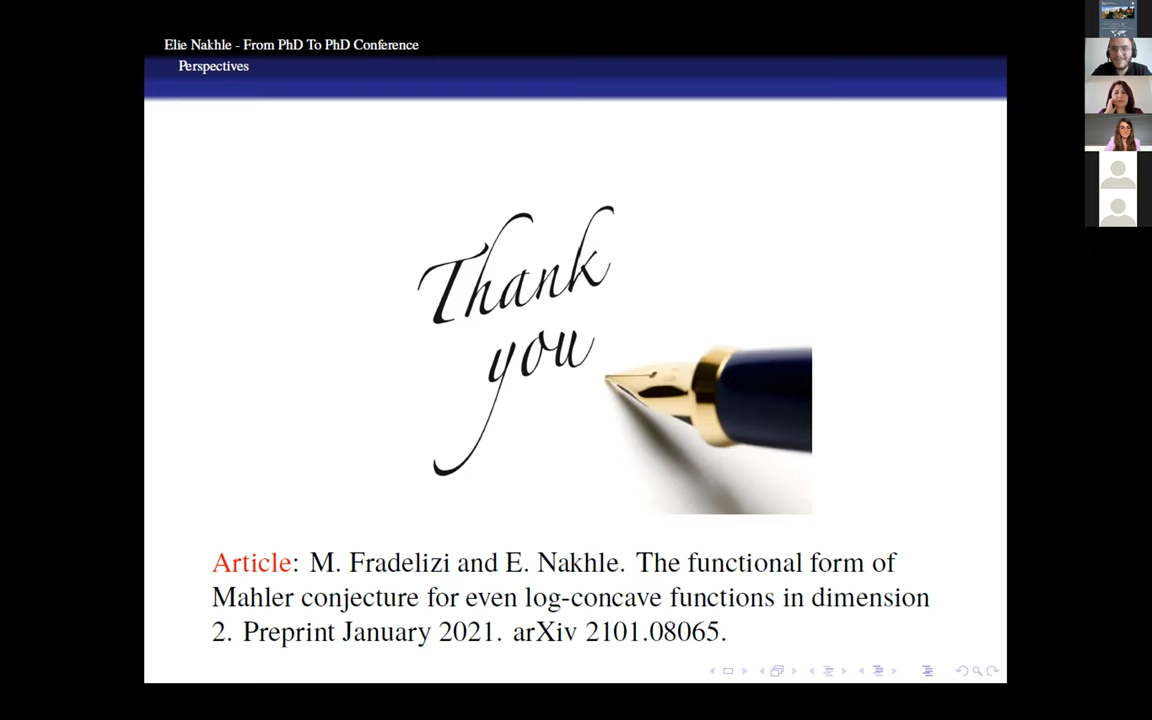 Elie Nakhle - From PhD To PhD Conference
Perspectives
Thank
you
Article: M. Fradelizi and E. Nakhle. The functional form of
Mahler conjecture for even log-concave functions in dimension
2. Preprint January 2021. arXiv 2101.08065.